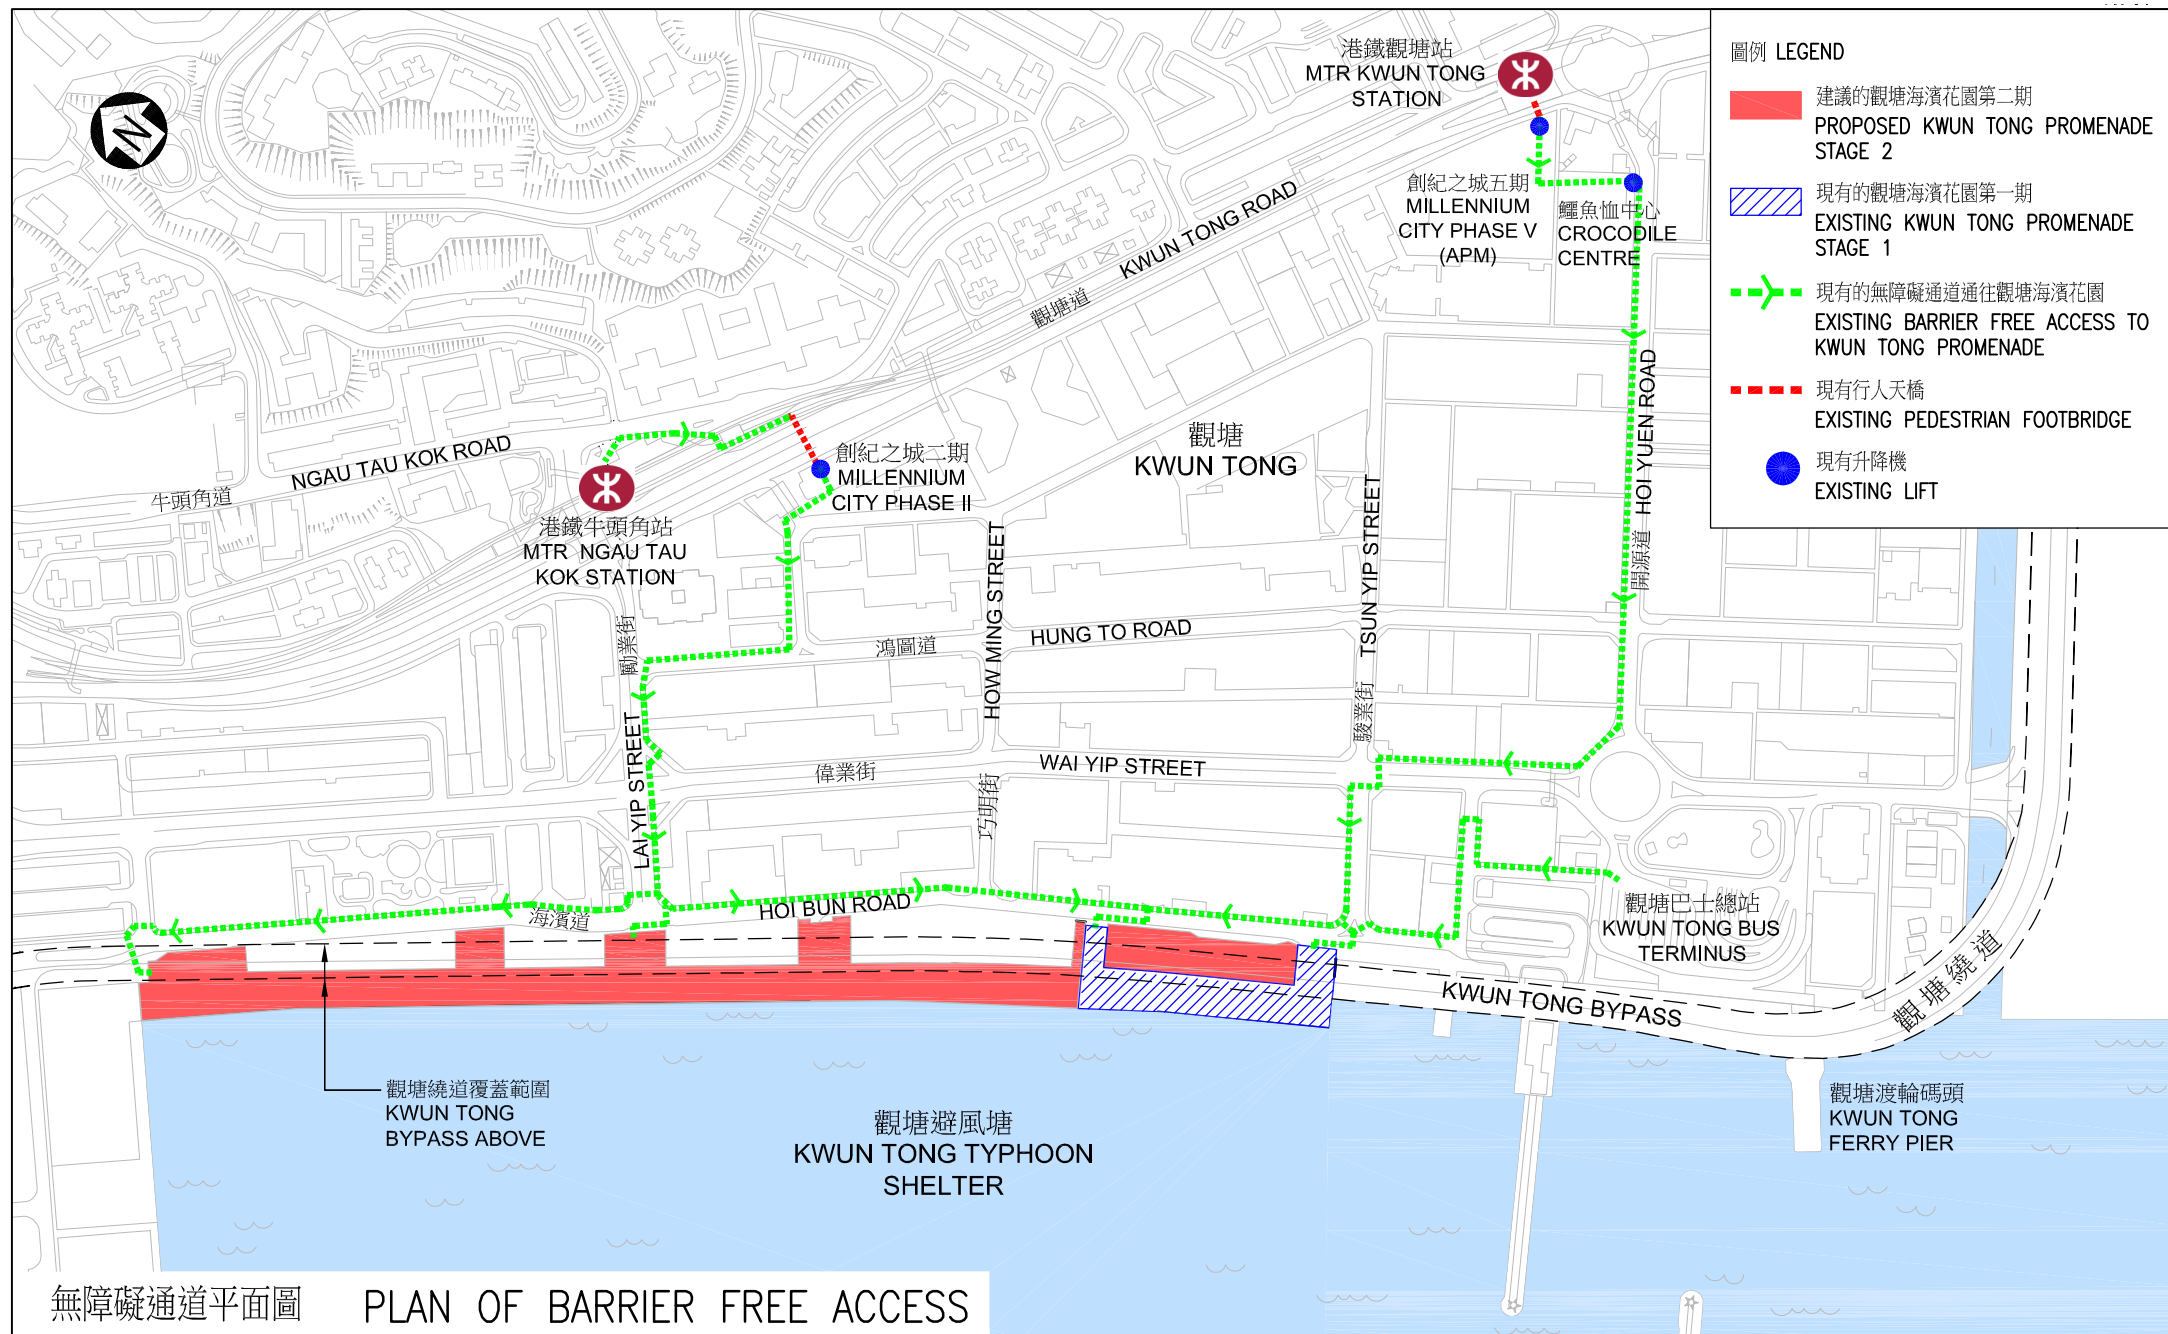 港鐵觀塘站
MTR KWUN TONG
STATION
圖例 LEGEND
建議的觀塘海濱花園第二期
PROPOSED KWUN TONG PROMENADE
STAGE 2
現有的觀塘海濱花園第一期
EXISTING KWUN TONG PROMENADE
STAGE 1
現有的無障礙通道通往觀塘海濱花園
EXISTING BARRIER FREE ACCESS TO
KWUN TONG PROMENADE
現有行人天橋
EXISTING PEDESTRIAN FOOTBRIDGE
現有升降機
EXISTING LIFT
N
創紀之城五期
MILLENNIUM
CITY PHASE V
(APM)
鱷魚恤中心
CROCODILE
CENTRE
KWUN TONG ROAD
觀塘道
NGAU TAU KOK ROAD
牛頭角道
創紀之城二期
MILLENNIUM
CITY PHASE II
觀塘
KWUN TONG
港鐵牛頭角站
MTR NGAU TAU
KOK STATION
HOI YUEN ROAD
開源道
TSUN YIP STREET
駿業街
HOW MING STREET
巧明街
勵業街
LAI YIP STREET
鴻圖道
HUNG TO ROAD
偉業街
WAI YIP STREET
海濱道
HOI BUN ROAD
觀塘巴士總站
KWUN TONG BUS
TERMINUS
KWUN TONG BYPASS
觀塘繞道
觀塘繞道覆蓋範圍
KWUN TONG
BYPASS ABOVE
觀塘避風塘
KWUN TONG TYPHOON
SHELTER
觀塘渡輪碼頭
KWUN TONG
FERRY PIER
無障礙通道平面圖 PLAN OF BARRIER FREE ACCESS